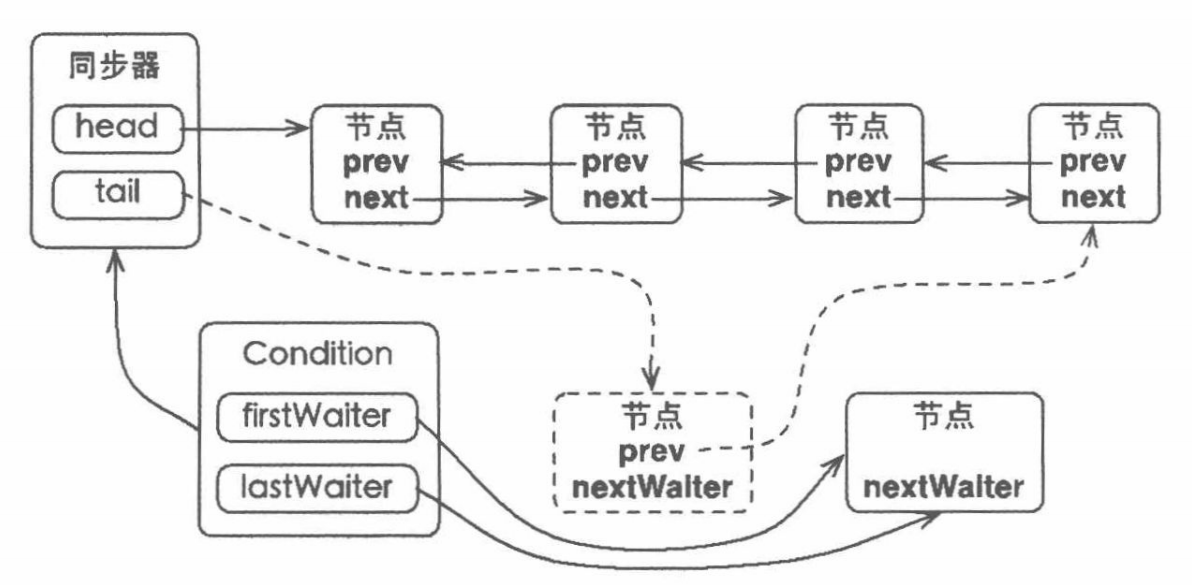 同步器
head
tail
节点
prev
next
节点
prev
next
节点
prev
next
节点
prev
next
Condition
firstWaiter
lastWaiter
节点
prev
nextWaiter
节点
nextWaiter